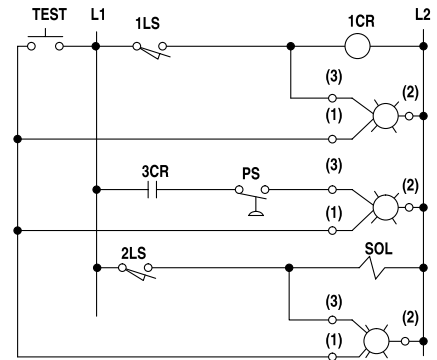 TEST L1 1LS 1CR L2
(3)
(1) (2)
3CR PS (3)
(2)
(1)
2LS SOL
(3)
(1) (2)